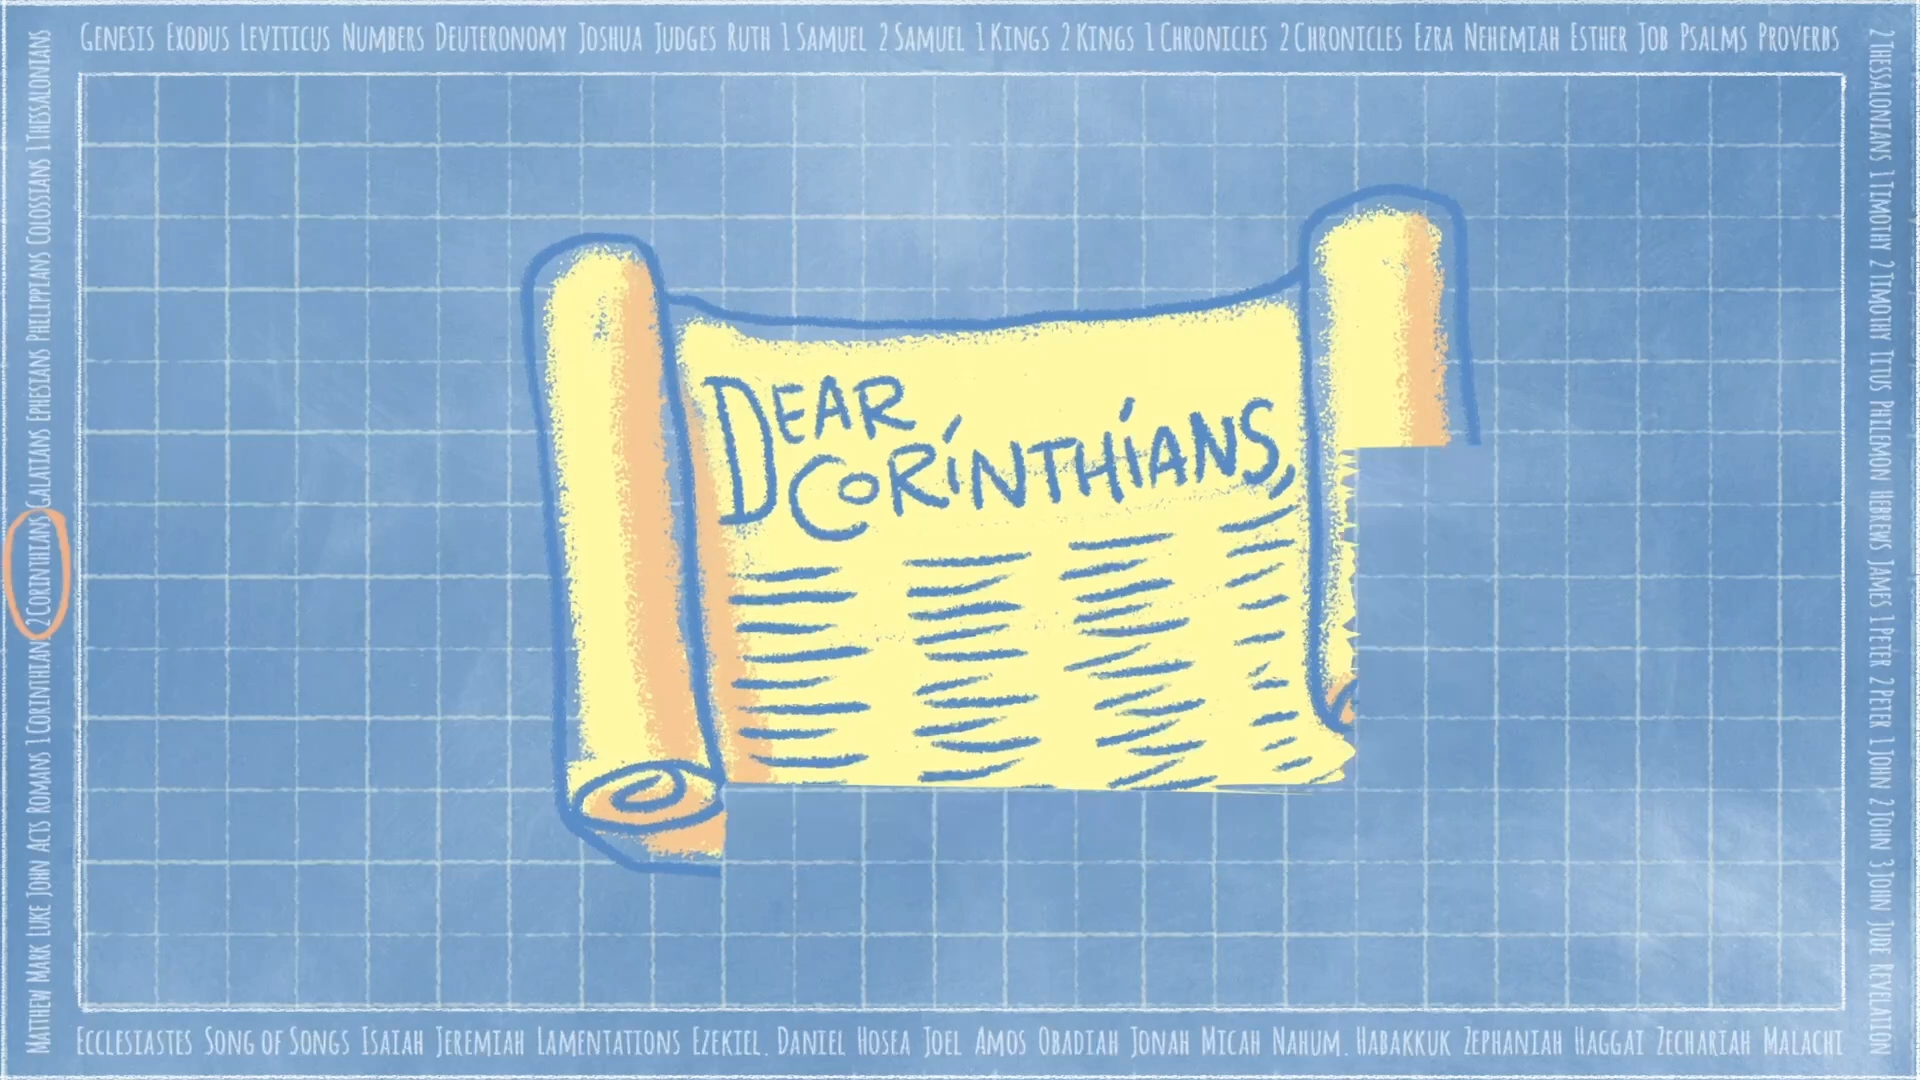 GENESIS EXODUS LEVITICUS NUMBERS DEUTERONOMY JOSHUA JUDGES RUTH 1 SAMUEL 2 SAMUEL 1 KINGS 2 KINGS 1 CHRONICLES 2 CHRONICLES EZRA NEHEMIAH ESTHER JOB PSALMS PROVERBS
MATTHEW MARK LUKE JOHN ACTS ROMANS 1 CORINTHIAN 2 CORINTHIANS GALATIANS EPHESIANS PHILIPPIANS COLOSSIANS 1 THESSALONIANS
DEAR
CORINTHIANS,
2 THESSALONIANS 1 TIMOTHY 2 TIMOTHY TITUS PHILEMON HEBREWS JAMES 1 PETER 2 PETER 1 JOHN 2 JOHN 3 JOHN JUDE REVELATION
ECCLESIASTES SONG OF SONGS ISAIAH JEREMIAH LAMENTATIONS EZEKIEL. DANIEL HOSEA JOEL AMOS OBADIAH JONAH MICAH NAHUM. HABAKKUK ZEPHANIAH HAGGAI ZECHARIAH MALACHI